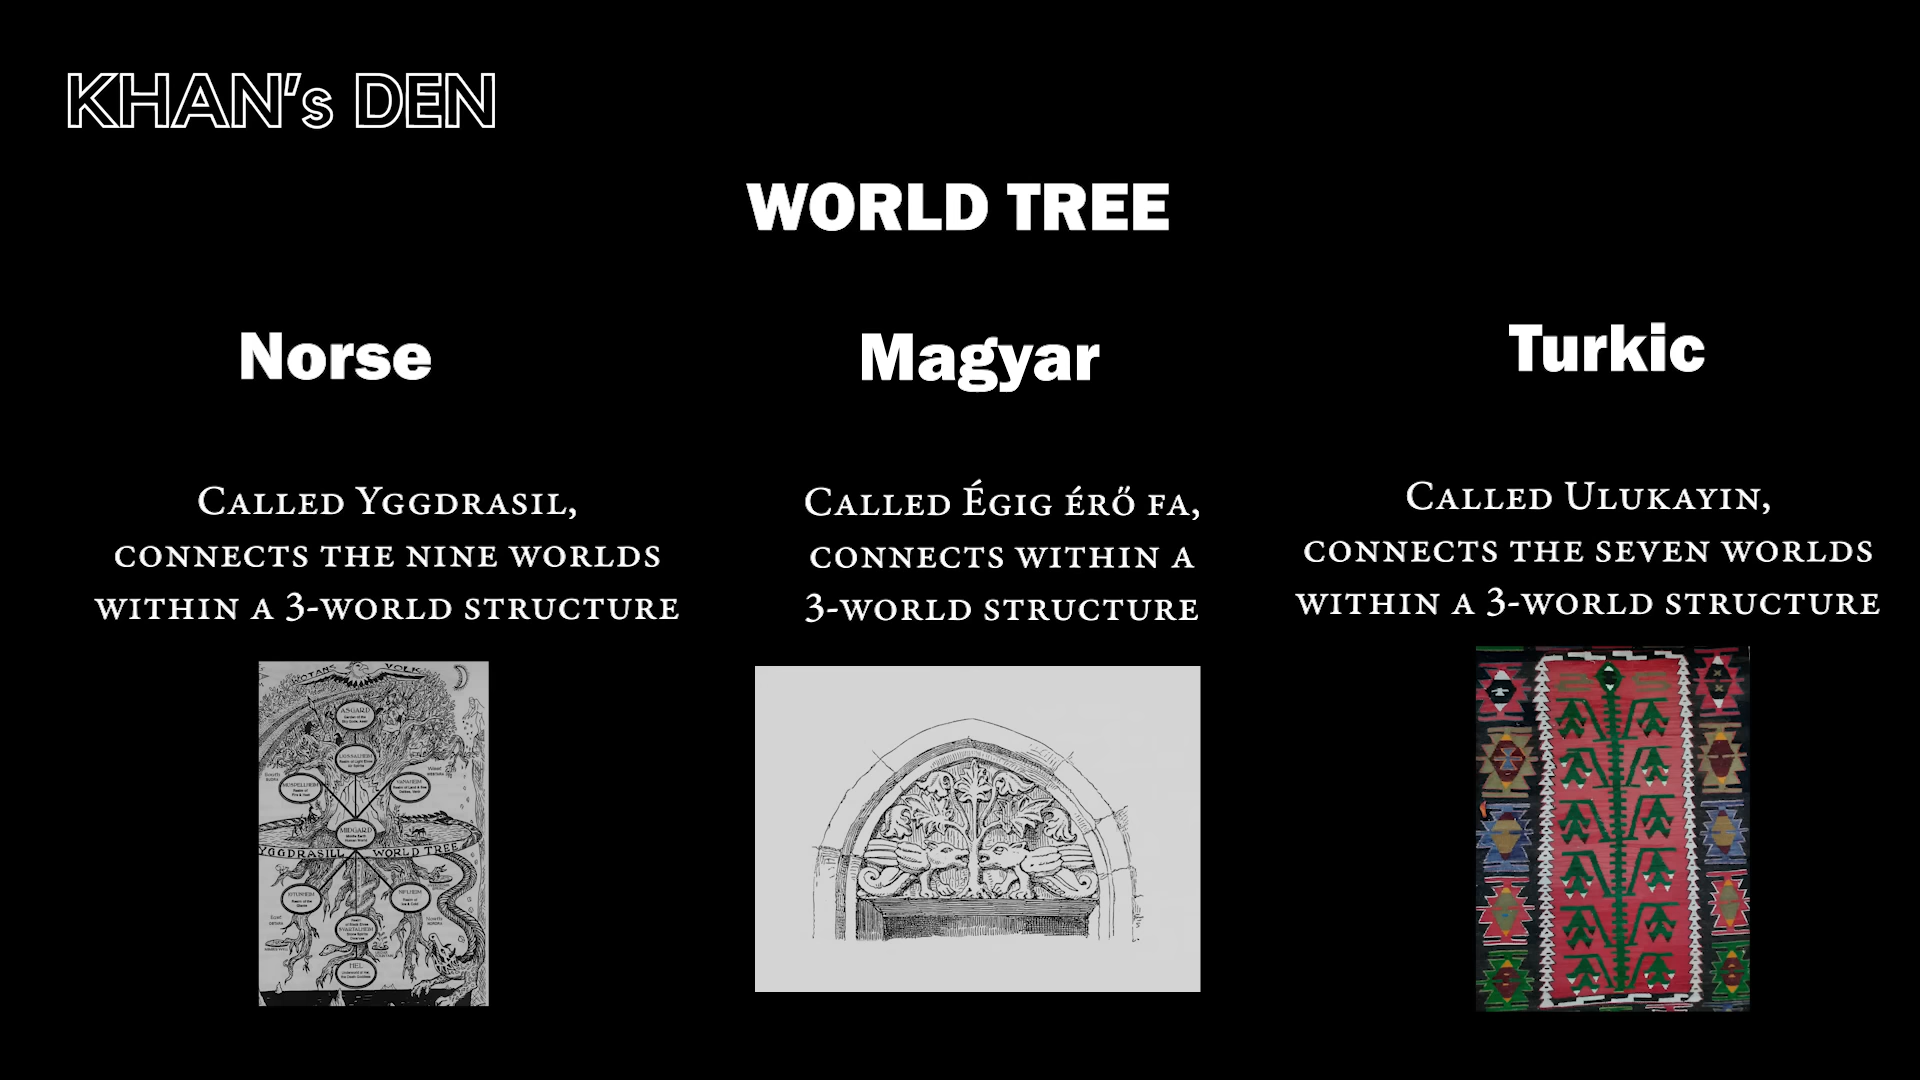 KHAN's DEN
WORLD TREE
Norse
Called Yggdrasil,
connects the nine worlds
within a 3-world structure
WOTANS VOLK
ASGARD
MIDGARD
YGGDRASILL WORLD TREE
HEL
Magyar
Called Égig érő fa,
connects within a
3-world structure
Turkic
Called Ulukayin,
connects the seven worlds
within a 3-world structure